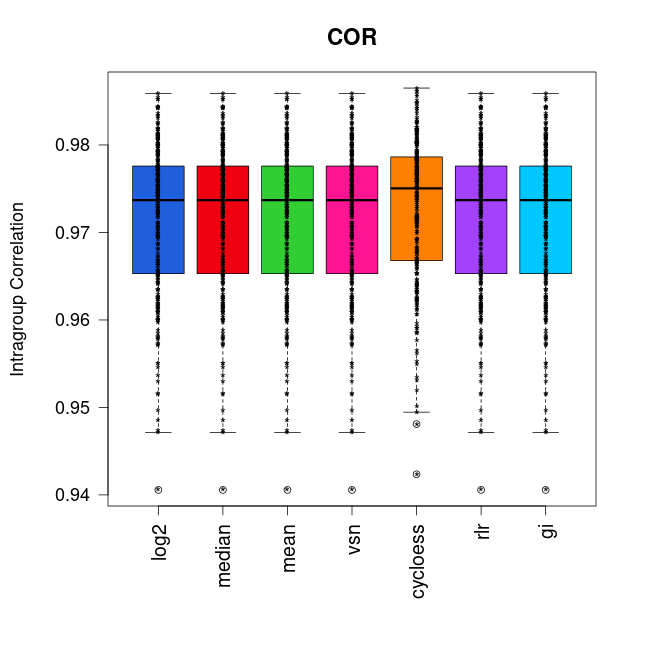 COR
Intragroup Correlation
0.98
0.97
0.96
0.95
0.94
log2
median
mean
vsn
cycloess
rlr
gi